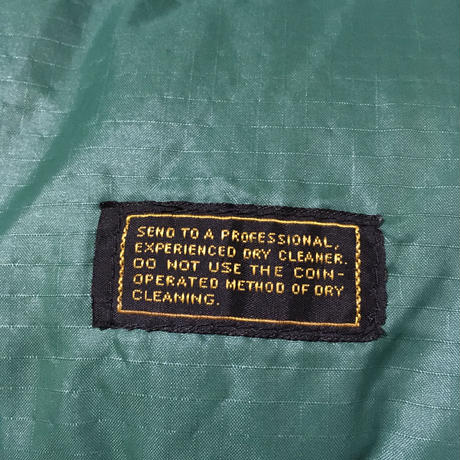 SEND TO A PROFESSIONAL,
EXPERIENCED DRY CLEANER.
DO NOT USE THE COIN-
OPERATED METHOD OF DRY
CLEANING.